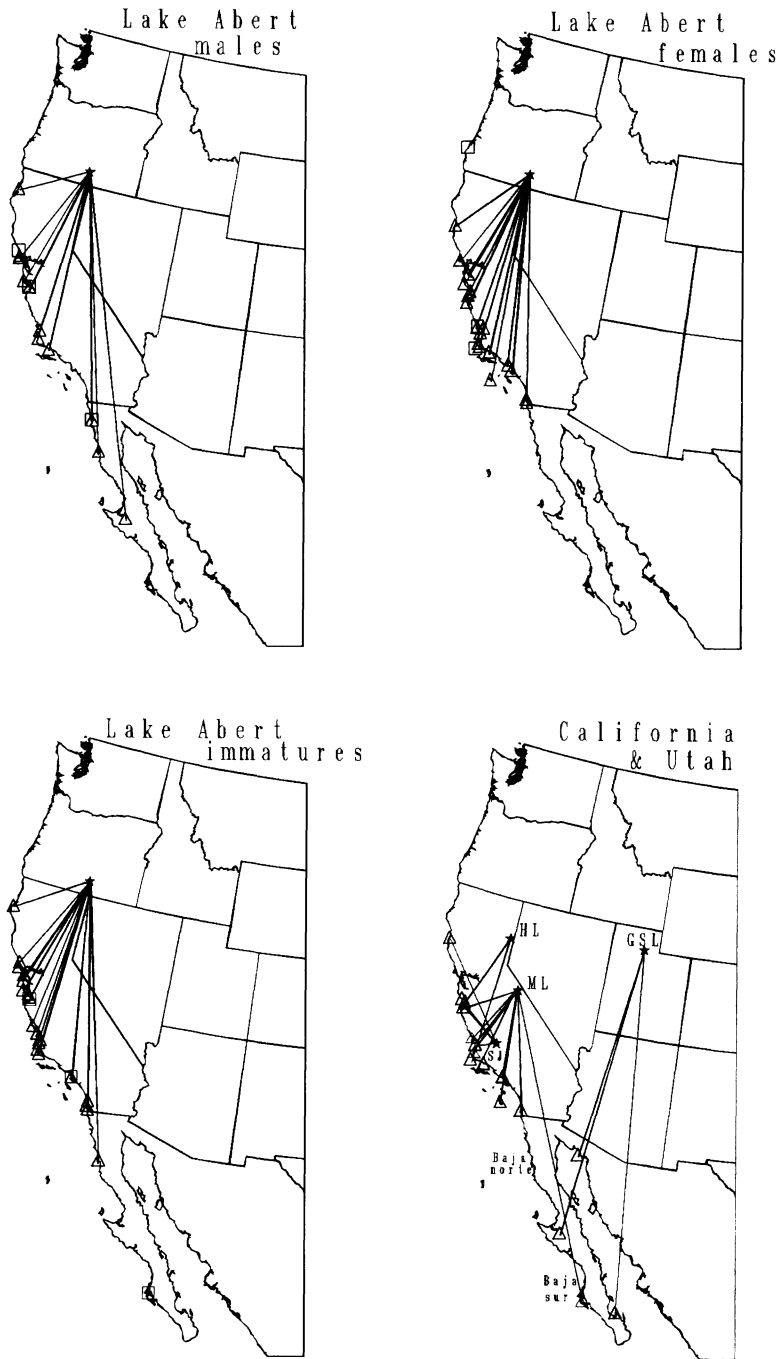 Lake Abert
males
Lake Abert
females
Lake Abert
immatures
California
& Utah
HL
GSL
ML
SJ
Baja
norte
Baja
sur